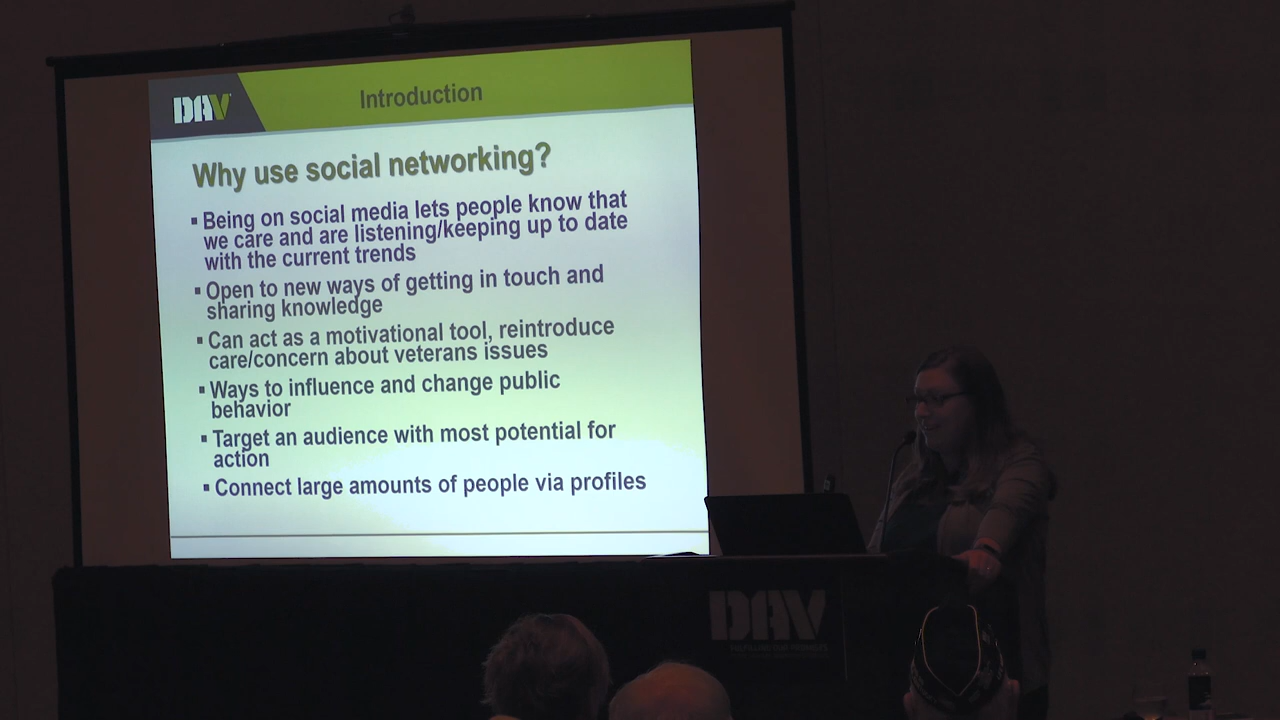 DAV
Introduction
Why use social networking?
▪ Being on social media lets people know that
we care and are listening/keeping up to date
with the current trends
▪ Open to new ways of getting in touch and
sharing knowledge
▪ Can act as a motivational tool, reintroduce
care/concern about veterans issues
▪ Ways to influence and change public
behavior
▪ Target an audience with most potential for
action
▪ Connect large amounts of people via profiles
DAV